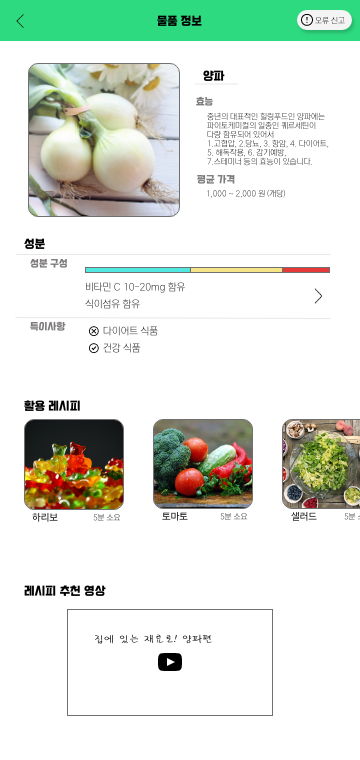 물품 정보
오류 신고
양파
효능
중년의 대표적인 힐링푸드인 양파에는
파이토케미컬의 일종인 퀘르세틴이
다량 함유되어 있어서
1.고혈압, 2.당뇨, 3. 항암, 4. 다이어트,
5. 해독작용, 6. 감기예방,
7.스테미너 등의 효능이 있습니다.
평균 가격
1,000 ~ 2,000 원 (개당)
성분
성분 구성
비타민 C 10-20mg 함유
식이섬유 함유
특이사항
다이어트 식품
건강 식품
활용 레시피
하리보
5분 소요
토마토
5분 소요
샐러드
5분 소
레시피 추천 영상
집에 있는 재료로! 양파편